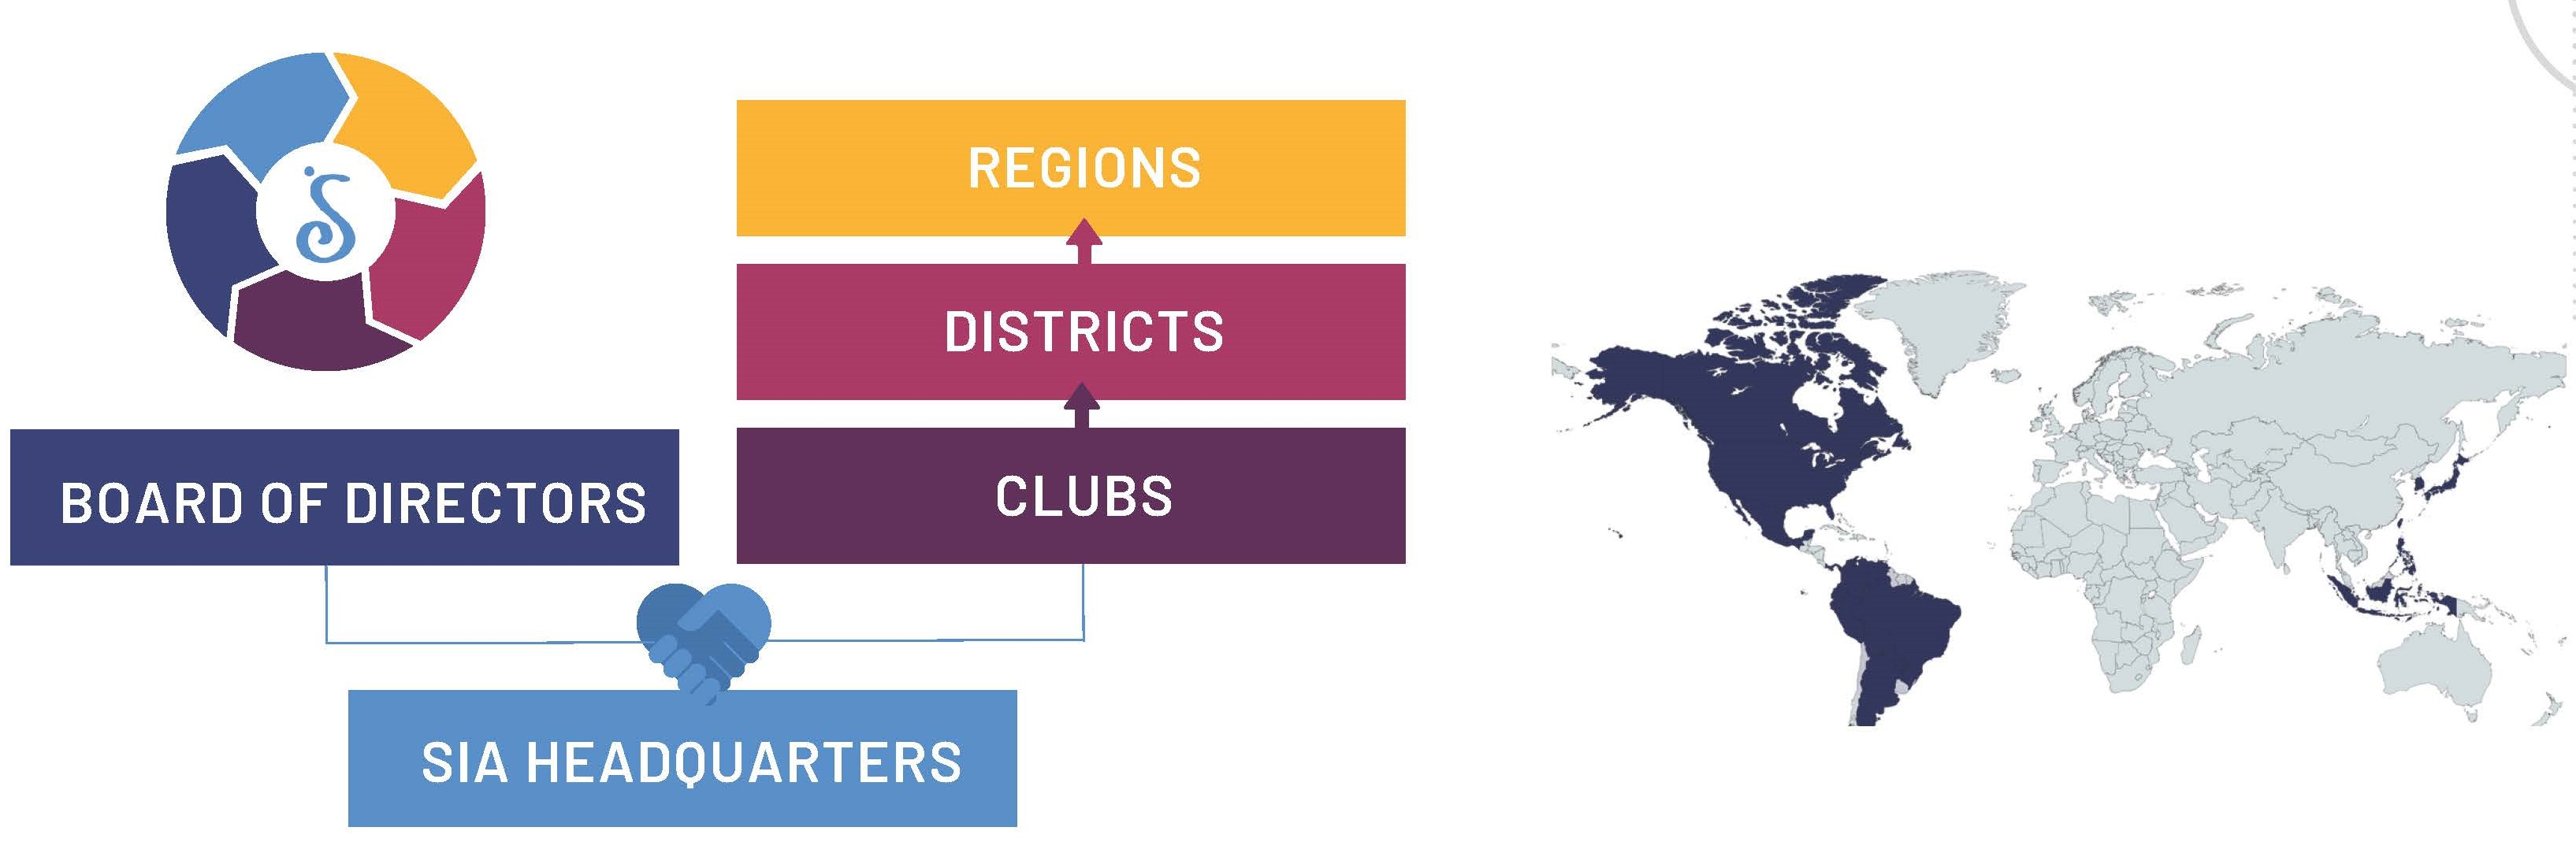 S
REGIONS
DISTRICTS
CLUBS
BOARD OF DIRECTORS
SIA HEADQUARTERS